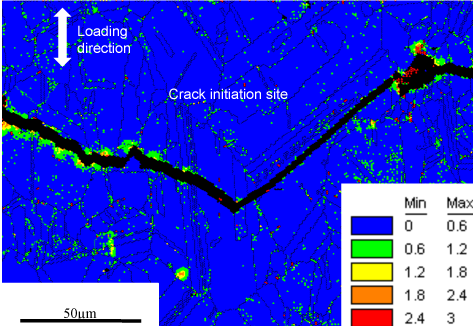 Loading
direction
Crack initiation site
Min Max
0 0.6
0.6 1.2
1.2 1.8
1.8 2.4
2.4 3
50μm